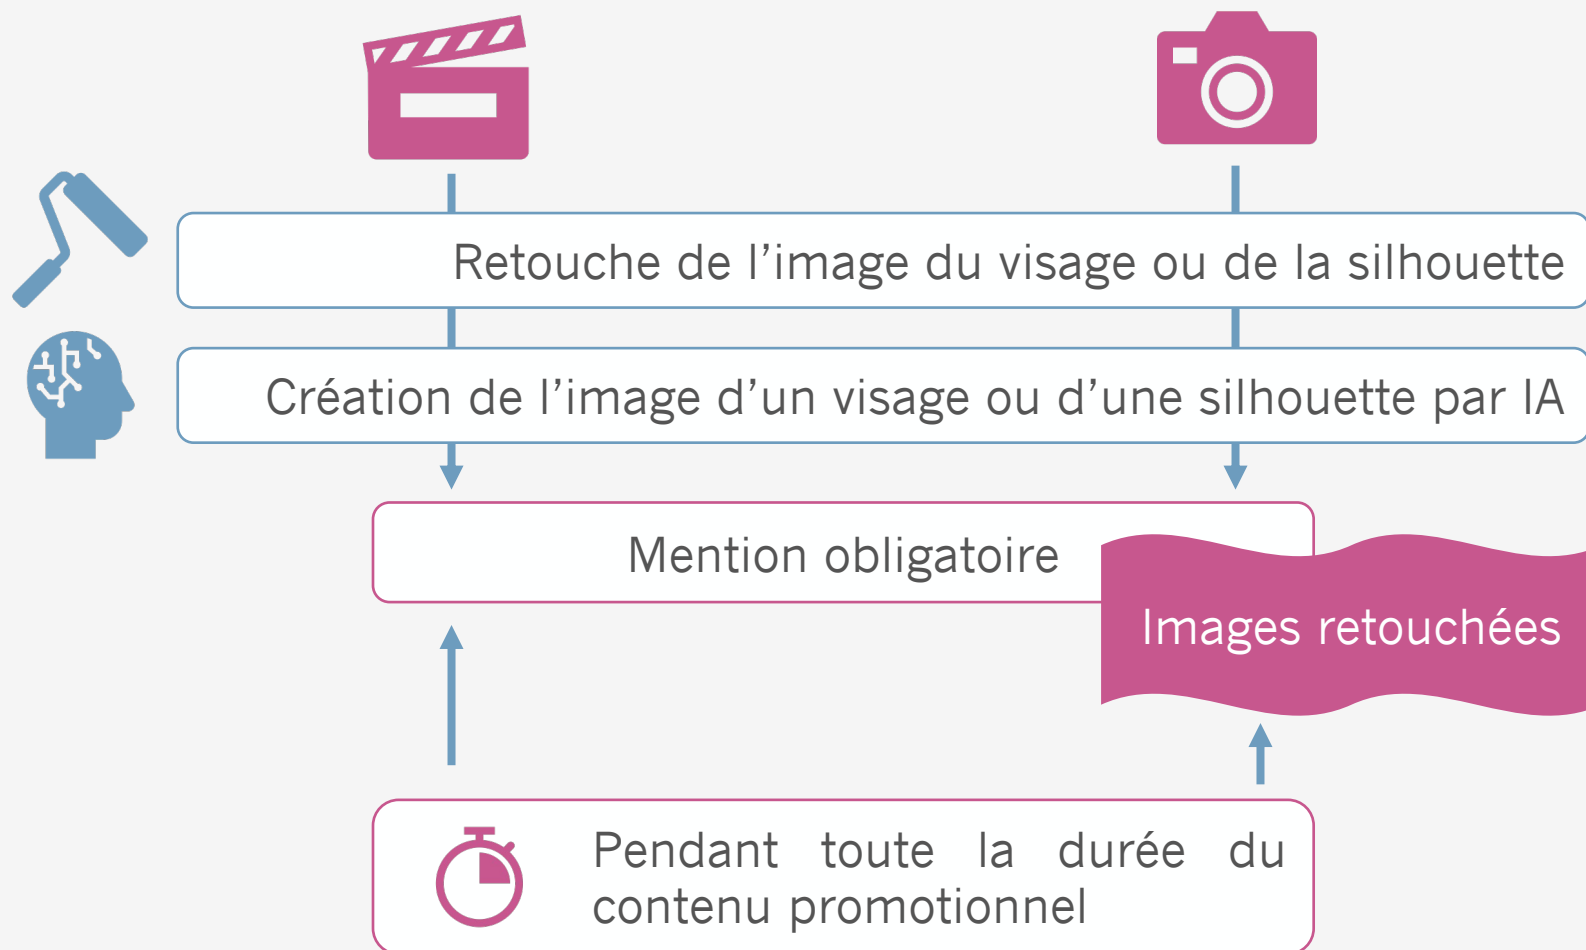 Retouche de l’image du visage ou de la silhouette
Création de l’image d’un visage ou d’une silhouette par IA
Mention obligatoire
Images retouchées
Pendant toute la durée du
contenu promotionnel